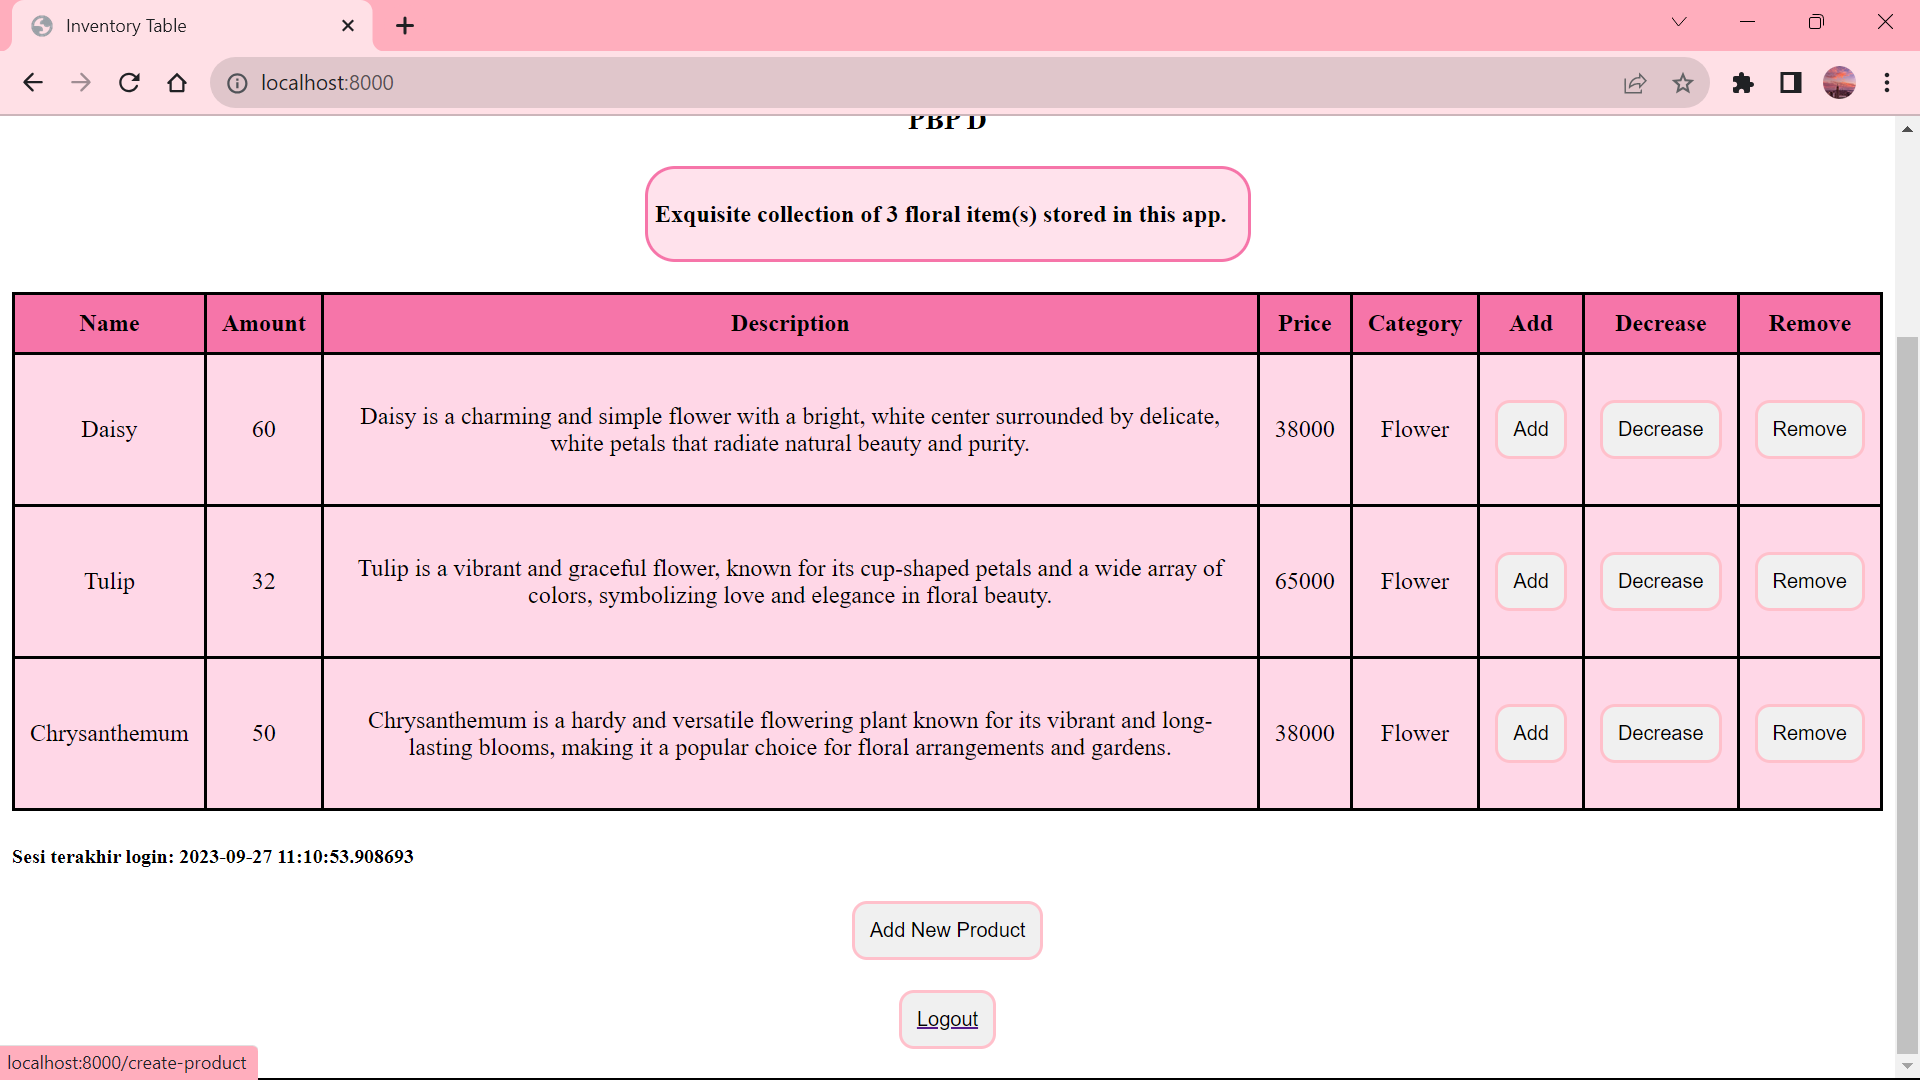 Inventory Table
localhost:8000
PBP D
Exquisite collection of 3 floral item(s) stored in this app.
Name Amount Description Price Category Add Decrease Remove
Daisy 60 Daisy is a charming and simple flower with a bright, white center surrounded by delicate,
white petals that radiate natural beauty and purity. 38000 Flower Add Decrease Remove
Tulip 32 Tulip is a vibrant and graceful flower, known for its cup-shaped petals and a wide array of
colors, symbolizing love and elegance in floral beauty. 65000 Flower Add Decrease Remove
Chrysanthemum 50 Chrysanthemum is a hardy and versatile flowering plant known for its vibrant and long-
lasting blooms, making it a popular choice for floral arrangements and gardens. 38000 Flower Add Decrease Remove
Sesi terakhir login: 2023-09-27 11:10:53.908693
Add New Product
Logout
localhost:8000/create-product